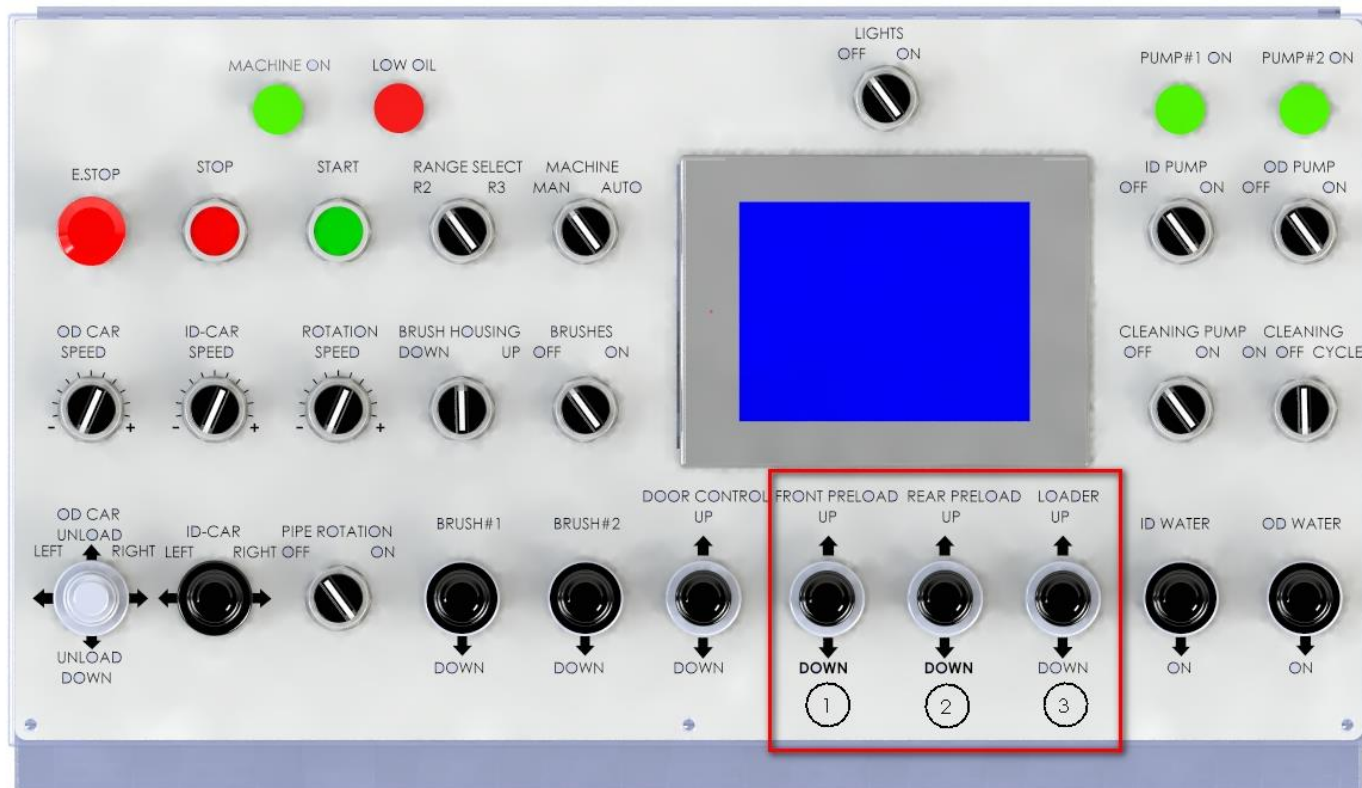 LIGHTS
OFF ON
MACHINE ON LOW OIL
PUMP#1 ON PUMP#2 ON
E.STOP STOP START
RANGE SELECT
R2 R3
MACHINE
MAN AUTO
ID PUMP
OFF ON
OD PUMP
OFF ON
OD CAR
SPEED
- +
ID-CAR
SPEED
- +
ROTATION
SPEED
- +
BRUSH HOUSING
DOWN UP
BRUSHES
OFF ON
CLEANING PUMP
OFF ON
CLEANING
ON OFF CYCLE
OD CAR
UNLOAD
LEFT RIGHT
UNLOAD
DOWN
ID-CAR
LEFT RIGHT
PIPE ROTATION
OFF ON
BRUSH#1
DOWN
BRUSH#2
DOWN
DOOR CONTROL
UP
DOWN
FRONT PRELOAD
UP
DOWN
1
REAR PRELOAD
UP
DOWN
2
LOADER
UP
DOWN
3
ID WATER
ON
OD WATER
ON